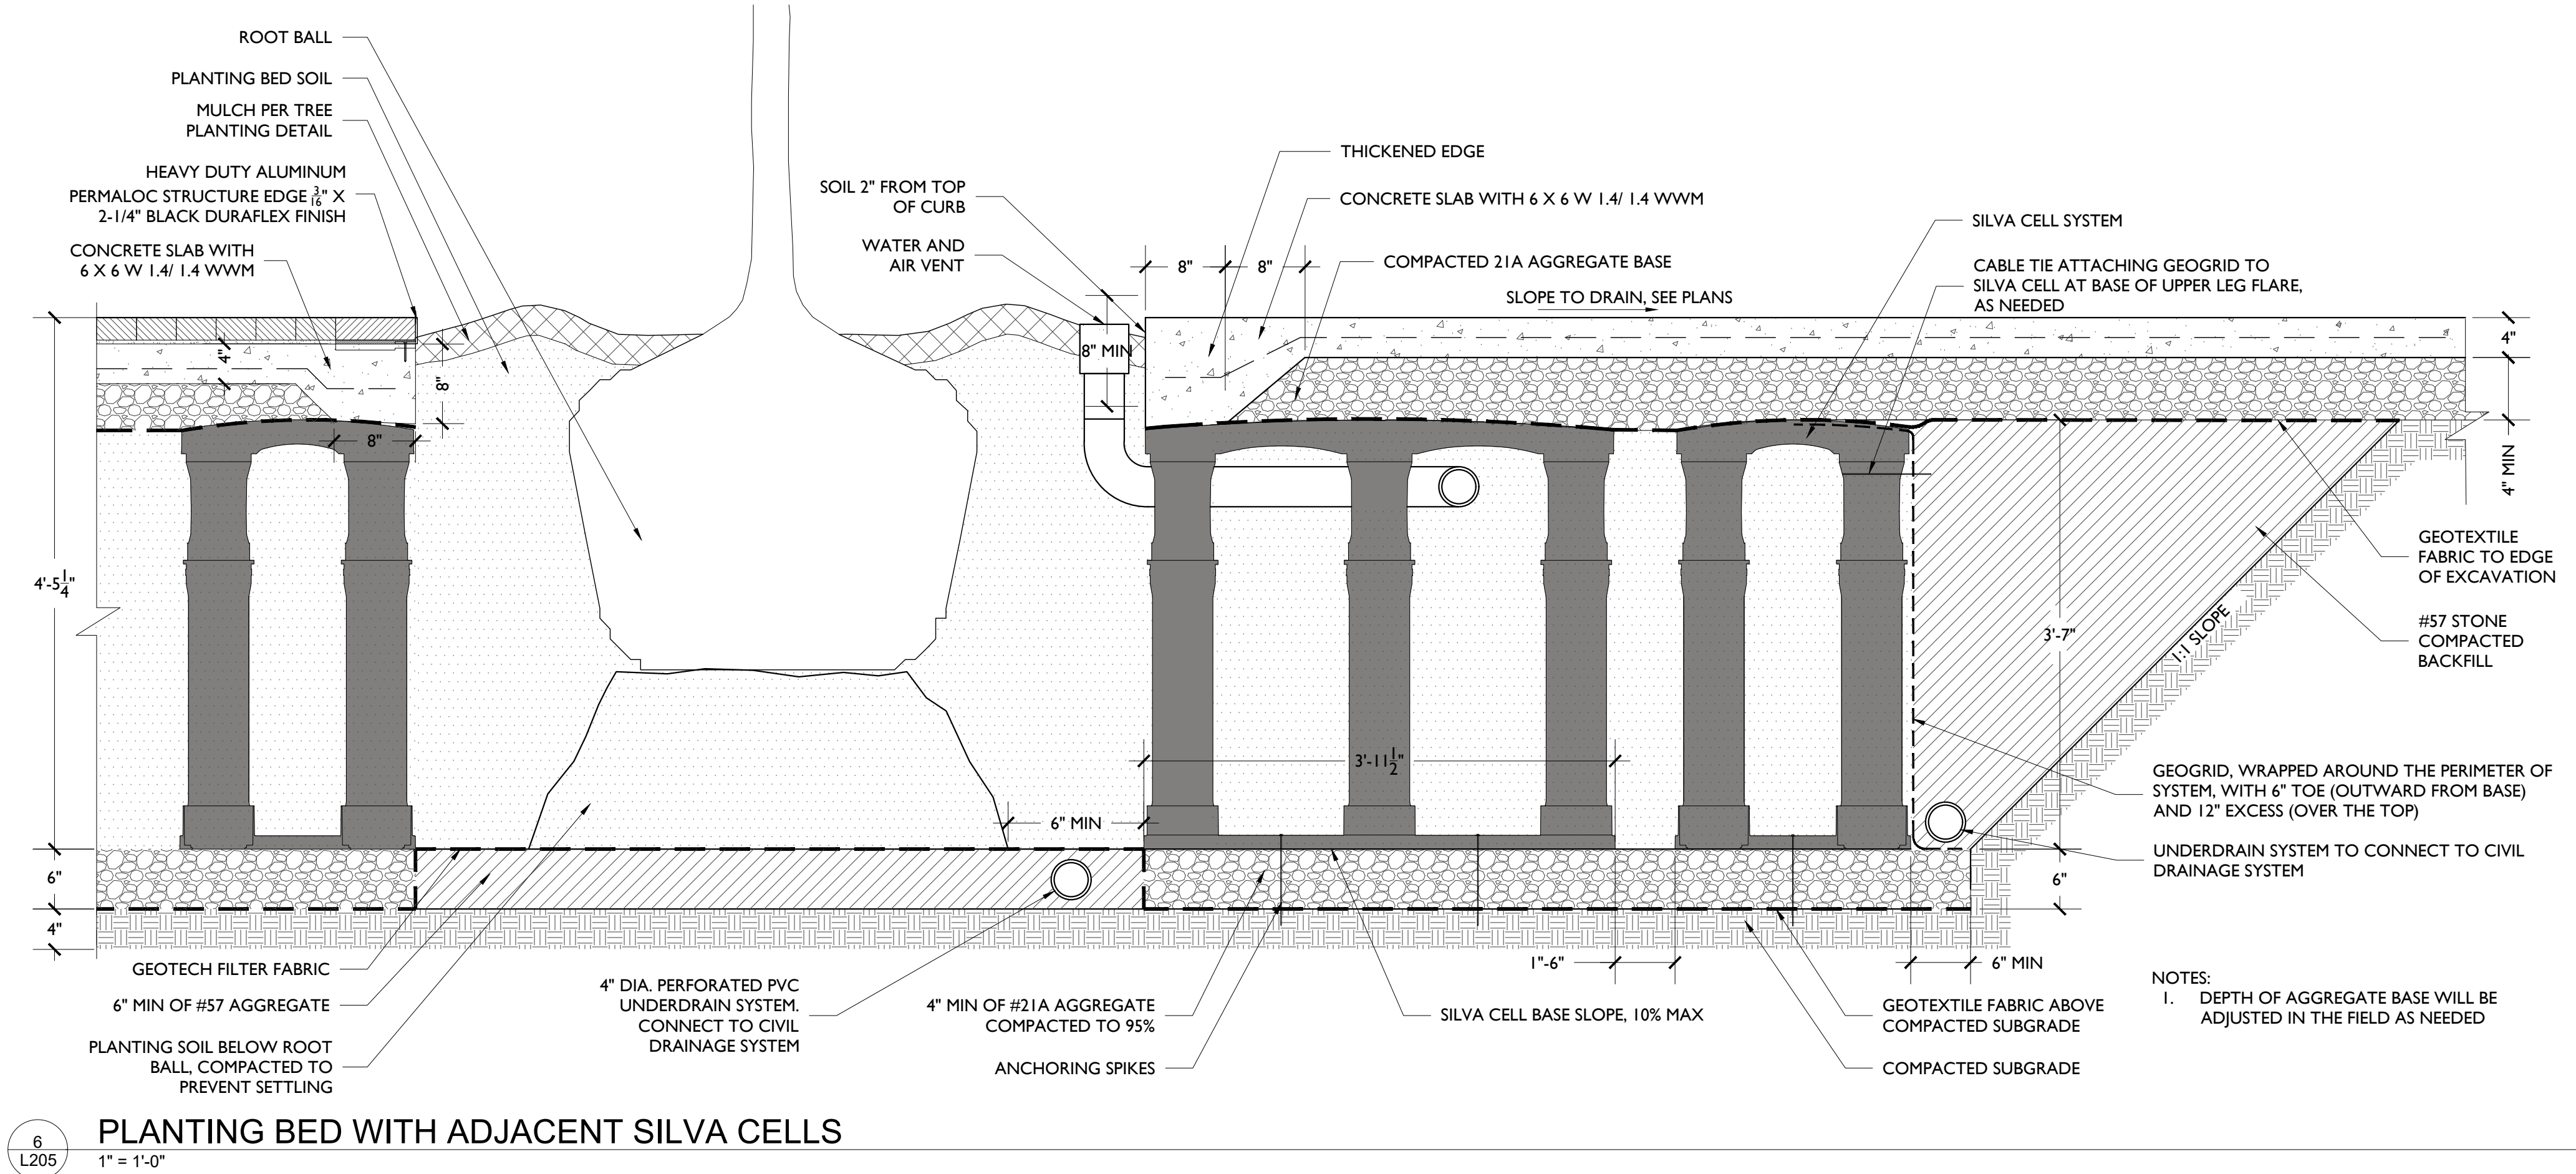 ROOT BALL
PLANTING BED SOIL
MULCH PER TREE
PLANTING DETAIL
HEAVY DUTY ALUMINUM
PERMALOC STRUCTURE EDGE 3/16" X
2-1/4" BLACK DURAFLEX FINISH
CONCRETE SLAB WITH
6 X 6 W 1.4/ 1.4 WWM
SOIL 2" FROM TOP
OF CURB
WATER AND
AIR VENT
THICKENED EDGE
CONCRETE SLAB WITH 6 X 6 W 1.4/ 1.4 WWM
COMPACTED 21A AGGREGATE BASE
SLOPE TO DRAIN, SEE PLANS
SILVA CELL SYSTEM
CABLE TIE ATTACHING GEOGRID TO
SILVA CELL AT BASE OF UPPER LEG FLARE,
AS NEEDED
8"
8"
4"
8"
8"
8" MIN
4"
4" MIN
4'-5 1/4"
3'-7"
1:1 SLOPE
GEOTEXTILE
FABRIC TO EDGE
OF EXCAVATION
#57 STONE
COMPACTED
BACKFILL
3'-11 1/2"
6" MIN
GEOGRID, WRAPPED AROUND THE PERIMETER OF
SYSTEM, WITH 6" TOE (OUTWARD FROM BASE)
AND 12" EXCESS (OVER THE TOP)
UNDERDRAIN SYSTEM TO CONNECT TO CIVIL
DRAINAGE SYSTEM
6"
4"
6"
1"-6"
6" MIN
GEOTECH FILTER FABRIC
6" MIN OF #57 AGGREGATE
PLANTING SOIL BELOW ROOT
BALL, COMPACTED TO
PREVENT SETTLING
4" DIA. PERFORATED PVC
UNDERDRAIN SYSTEM.
CONNECT TO CIVIL
DRAINAGE SYSTEM
4" MIN OF #21A AGGREGATE
COMPACTED TO 95%
ANCHORING SPIKES
SILVA CELL BASE SLOPE, 10% MAX
GEOTEXTILE FABRIC ABOVE
COMPACTED SUBGRADE
COMPACTED SUBGRADE
NOTES:
1. DEPTH OF AGGREGATE BASE WILL BE
ADJUSTED IN THE FIELD AS NEEDED
6
L205
PLANTING BED WITH ADJACENT SILVA CELLS
1" = 1'-0"